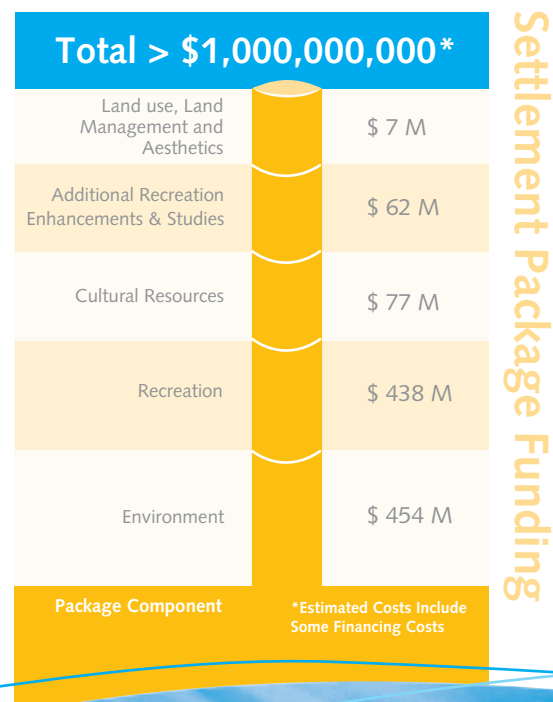 Total > $1,000,000,000*
Land use, Land
Management and
Aesthetics
$ 7 M
Additional Recreation
Enhancements & Studies
$ 62 M
Cultural Resources
$ 77 M
Recreation
$ 438 M
Environment
$ 454 M
Package Component
*Estimated Costs Include
Some Financing Costs
Settlement Package Funding